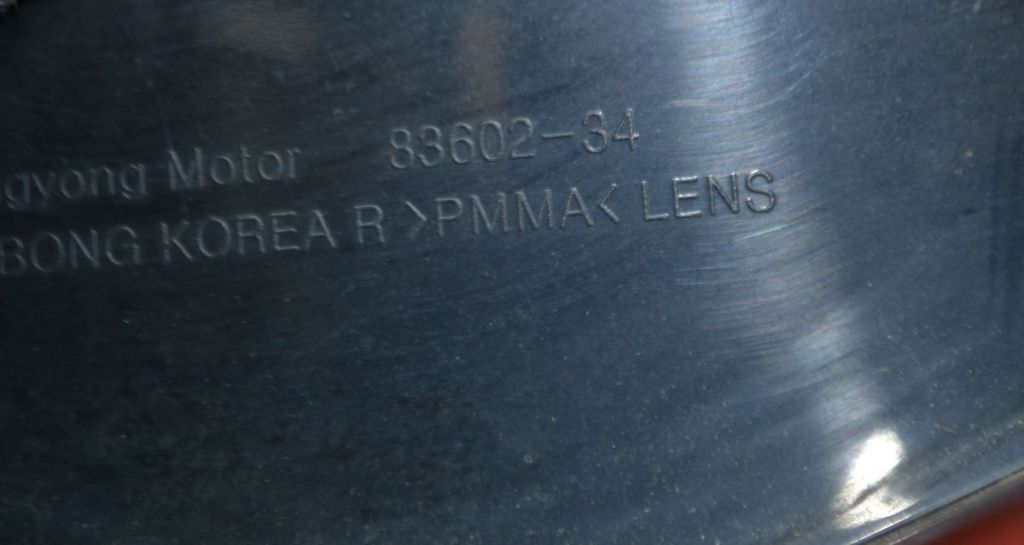 gyong Motor 83602-34
BONG KOREA R >PMMA< LENS